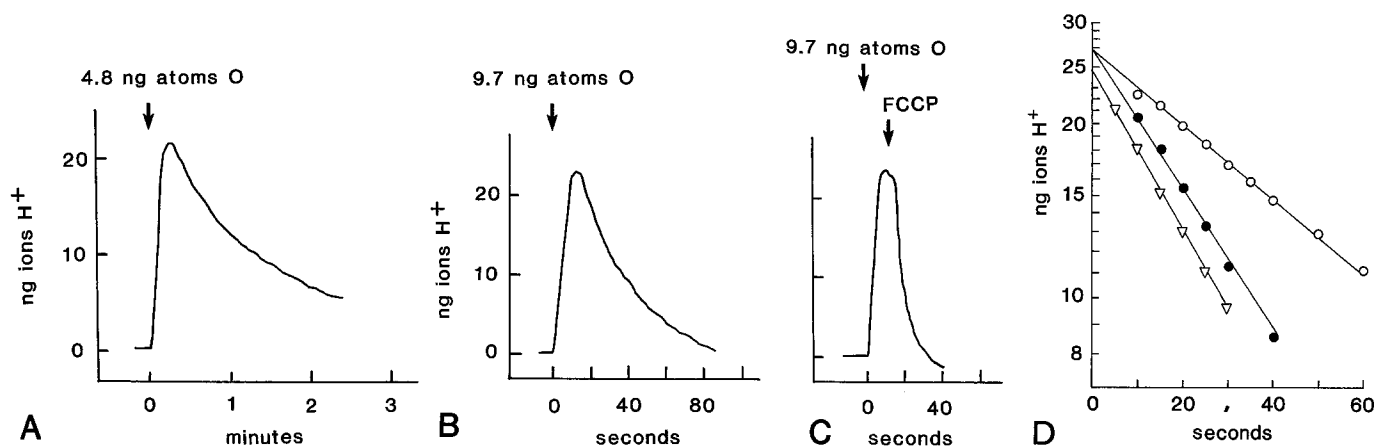 4.8 ng atoms O
20
10
0
ng ions H+
0 1 2 3
minutes
A
9.7 ng atoms O
20
10
0
ng ions H+
0 40 80
seconds
B
9.7 ng atoms O
FCCP
0 40
seconds
C
30
25
20
15
10
8
ng ions H+
0 20 , 40 60
seconds
D